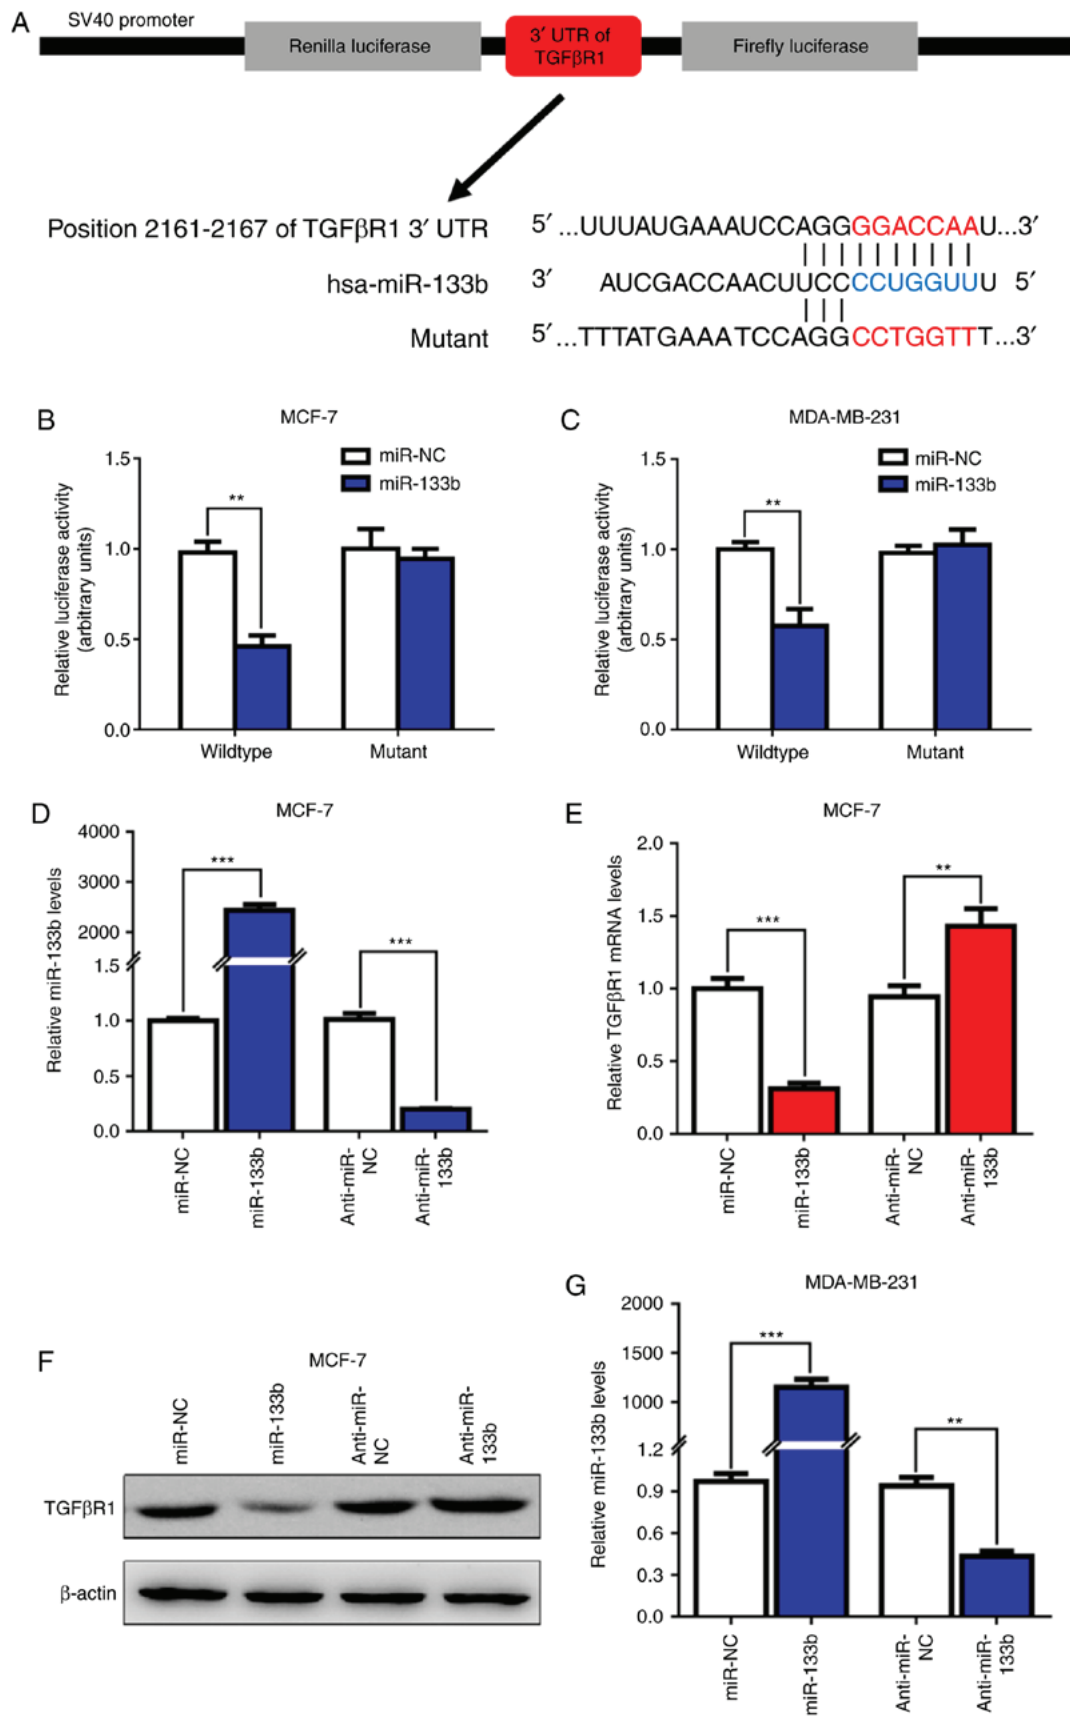 A
SV40 promoter
Renilla luciferase
3′ UTR of
TGFβR1
Firefly luciferase
Position 2161-2167 of TGFβR1 3′ UTR
5′ ...UUUAUGAAAUCCAGGGGACCAAU...3′
hsa-miR-133b
3′ AUCGACCAACUUCCCCUGGUUU 5′
Mutant
5′ ...TTTATGAAATCCAGGCCTGGTTT...3′
B
MCF-7
miR-NC
miR-133b
Relative luciferase activity
(arbitrary units)
1.5
1.0
0.5
0.0
**
Wildtype
Mutant
C
MDA-MB-231
miR-NC
miR-133b
Relative luciferase activity
(arbitrary units)
1.5
1.0
0.5
0.0
**
Wildtype
Mutant
D
MCF-7
Relative miR-133b levels
4000
3000
2000
1.5
1.0
0.5
0.0
***
***
miR-NC
miR-133b
Anti-miR-
NC
Anti-miR-
133b
E
MCF-7
Relative TGFβR1 mRNA levels
2.0
1.5
1.0
0.5
0.0
***
**
miR-NC
miR-133b
Anti-miR-
NC
Anti-miR-
133b
F
MCF-7
miR-NC
miR-133b
Anti-miR-
NC
Anti-miR-
133b
TGFβR1
β-actin
G
MDA-MB-231
Relative miR-133b levels
2000
1500
1000
1.2
0.9
0.6
0.3
0.0
***
**
miR-NC
miR-133b
Anti-miR-
NC
Anti-miR-
133b